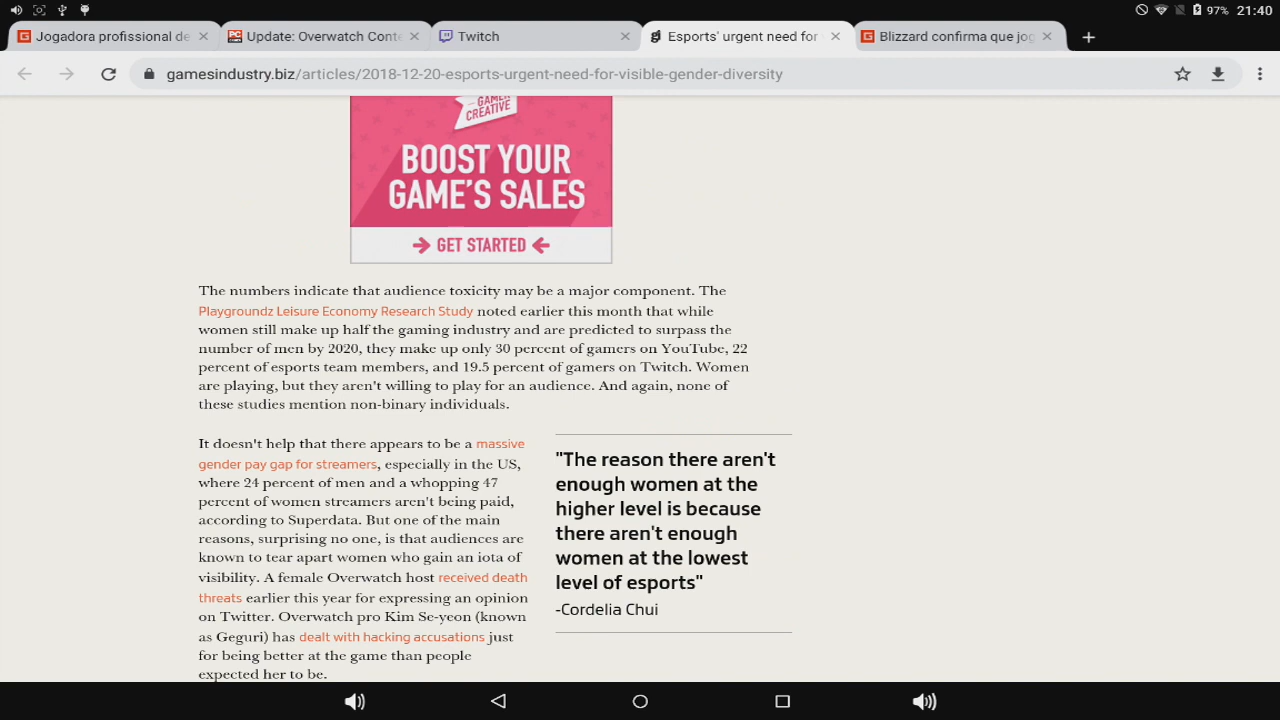 97% 21:40
Jogadora profissional de
Update: Overwatch Conte
Twitch
Esports' urgent need for
Blizzard confirma que jog
gamesindustry.biz/articles/2018-12-20-esports-urgent-need-for-visible-gender-diversity
GAMER
CREATIVE
BOOST YOUR
GAME'S SALES
GET STARTED
The numbers indicate that audience toxicity may be a major component. The
Playgroundz Leisure Economy Research Study noted earlier this month that while
women still make up half the gaming industry and are predicted to surpass the
number of men by 2020, they make up only 30 percent of gamers on YouTube, 22
percent of esports team members, and 19.5 percent of gamers on Twitch. Women
are playing, but they aren't willing to play for an audience. And again, none of
these studies mention non-binary individuals.
It doesn't help that there appears to be a massive
gender pay gap for streamers, especially in the US,
where 24 percent of men and a whopping 47
percent of women streamers aren't being paid,
according to Superdata. But one of the main
reasons, surprising no one, is that audiences are
known to tear apart women who gain an iota of
visibility. A female Overwatch host received death
threats earlier this year for expressing an opinion
on Twitter. Overwatch pro Kim Se-yeon (known
as Geguri) has dealt with hacking accusations just
for being better at the game than people
expected her to be.
"The reason there aren't
enough women at the
higher level is because
there aren't enough
women at the lowest
level of esports"
-Cordelia Chui